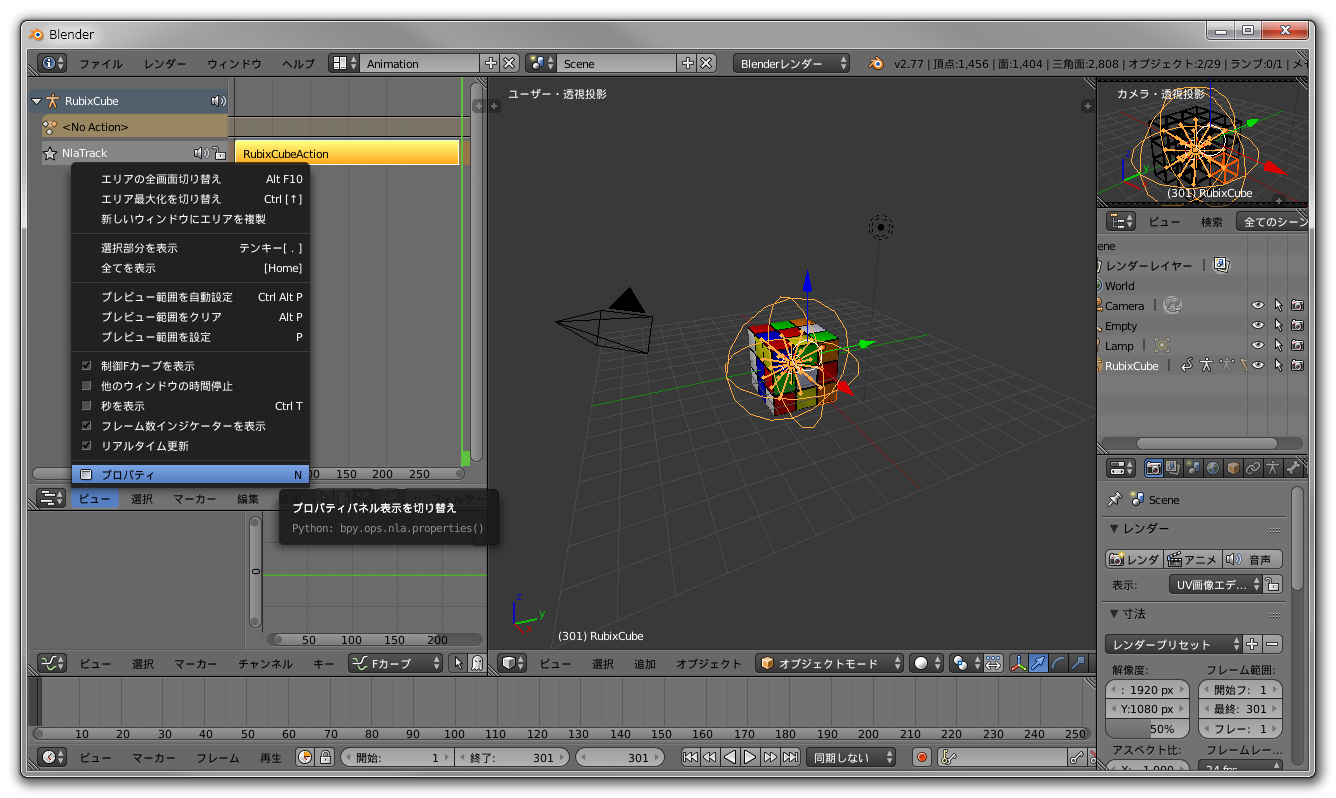 Blender
ファイル レンダー ウィンドウ ヘルプ Animation Scene Blenderレンダー v2.77 | 頂点:1,456 | 面:1,404 | 三角面:2,808 | オブジェクト:2/29 | ランプ:0/1 | メモ
RubixCube
<No Action>
NlaTrack
RubixCubeAction
エリアの全画面切り替え Alt F10
エリア最大化を切り替え Ctrl [↑]
新しいウィンドウにエリアを複製
選択部分を表示 テンキー[ . ]
全てを表示 [Home]
プレビュー範囲を自動設定 Ctrl Alt P
プレビュー範囲をクリア Alt P
プレビュー範囲を設定 P
制御Fカーブを表示
他のウィンドウの時間停止
秒を表示 Ctrl T
フレーム数インジケーターを表示
リアルタイム更新
プロパティ N
150 200 250
ビュー 選択 マーカー 編集
プロパティパネル表示を切り替え
Python: bpy.ops.nla.properties()
0
50 100 150 200
ビュー 選択 マーカー チャンネル キー Fカーブ
ユーザー・透視投影
z
y
x
(301) RubixCube
ビュー 選択 追加 オブジェクト オブジェクトモード
カメラ・透視投影
(301) RubixCube
ビュー 検索 全てのシーン
ene
レンダーレイヤー
World
Camera
Empty
Lamp
RubixCube
Scene
レンダー
レンダ アニメ 音声
表示: UV画像エデ...
寸法
レンダープリセット
解像度: フレーム範囲:
: 1920 px 開始フ: 1
Y:1080 px 最終: 301
50% フレー: 1
アスペクト比: フレームレー...
X: 1.000 24 fps
10 20 30 40 50 60 70 80 90 100 110 120 130 140 150 160 170 180 190 200 210 220 230 240 250
ビュー マーカー フレーム 再生 開始: 1 終了: 301 301 同期しない